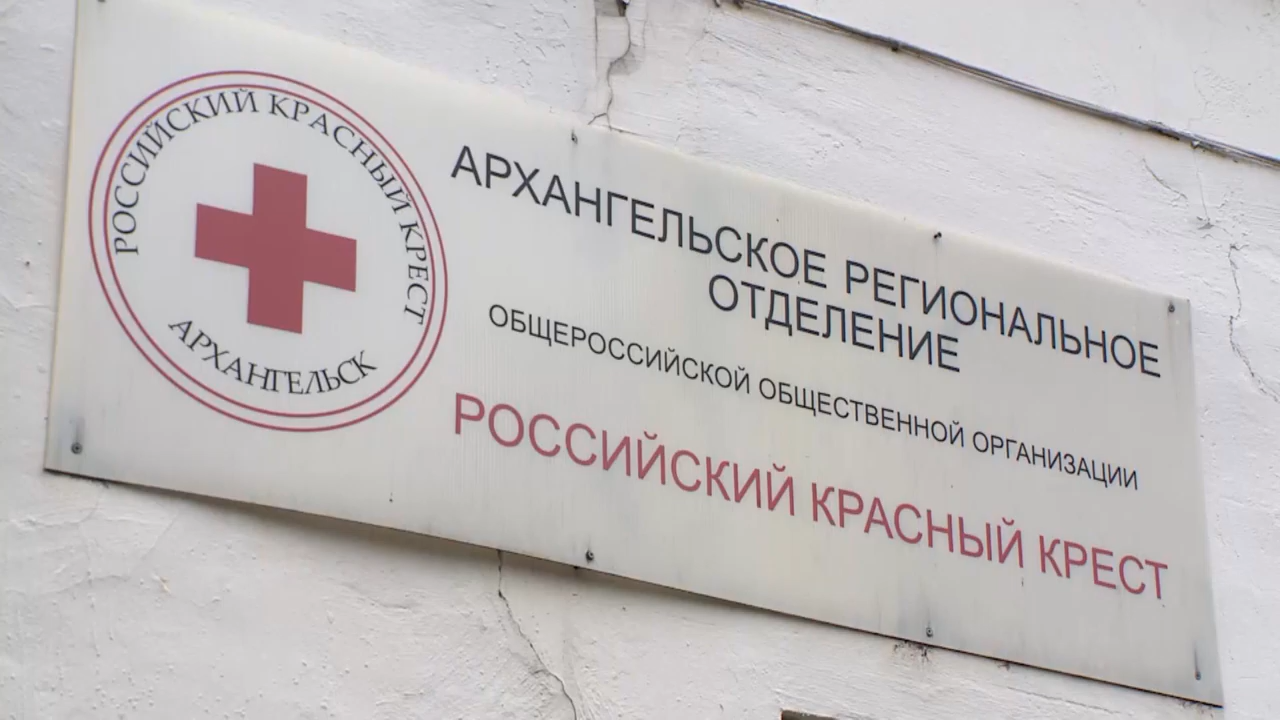 РОССИЙСКИЙ КРАСНЫЙ КРЕСТ
АРХАНГЕЛЬСК
АРХАНГЕЛЬСКОЕ РЕГИОНАЛЬНОЕ
ОТДЕЛЕНИЕ
ОБЩЕРОССИЙСКОЙ ОБЩЕСТВЕННОЙ ОРГАНИЗАЦИИ
РОССИЙСКИЙ КРАСНЫЙ КРЕСТ